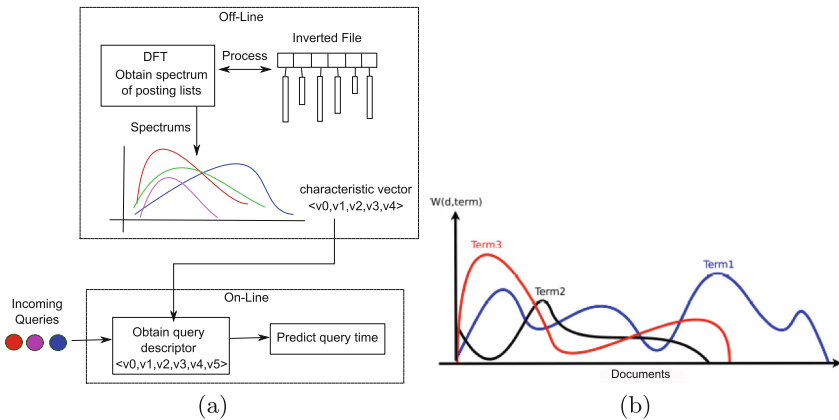 Off-Line
Inverted File
DFT
Obtain spectrum
of posting lists
Process
Spectrums
characteristic vector
<v0,v1,v2,v3,v4>
On-Line
Incoming
Queries
Obtain query
descriptor
<v0,v1,v2,v3,v4,v5>
Predict query time
(a)
W(d,term)
Term3
Term2
Term1
Documents
(b)